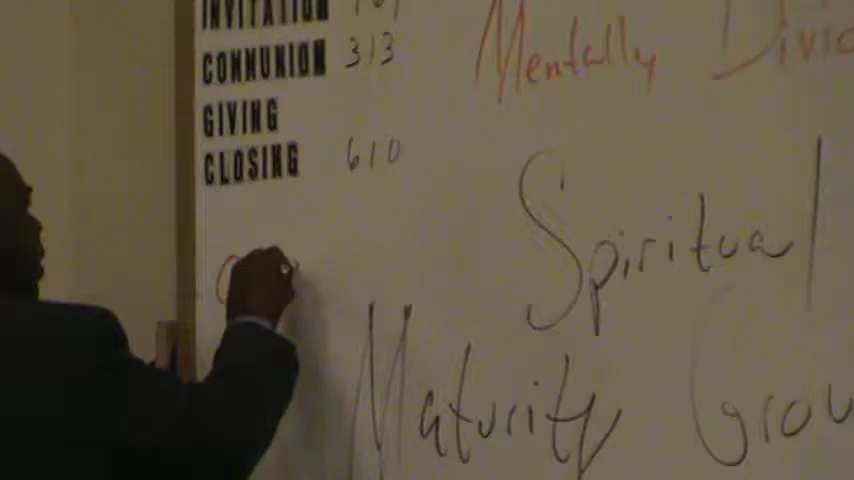 INVITATION
COMMUNION 313
GIVING
CLOSING 610
Mentally
Spiritual
Maturity